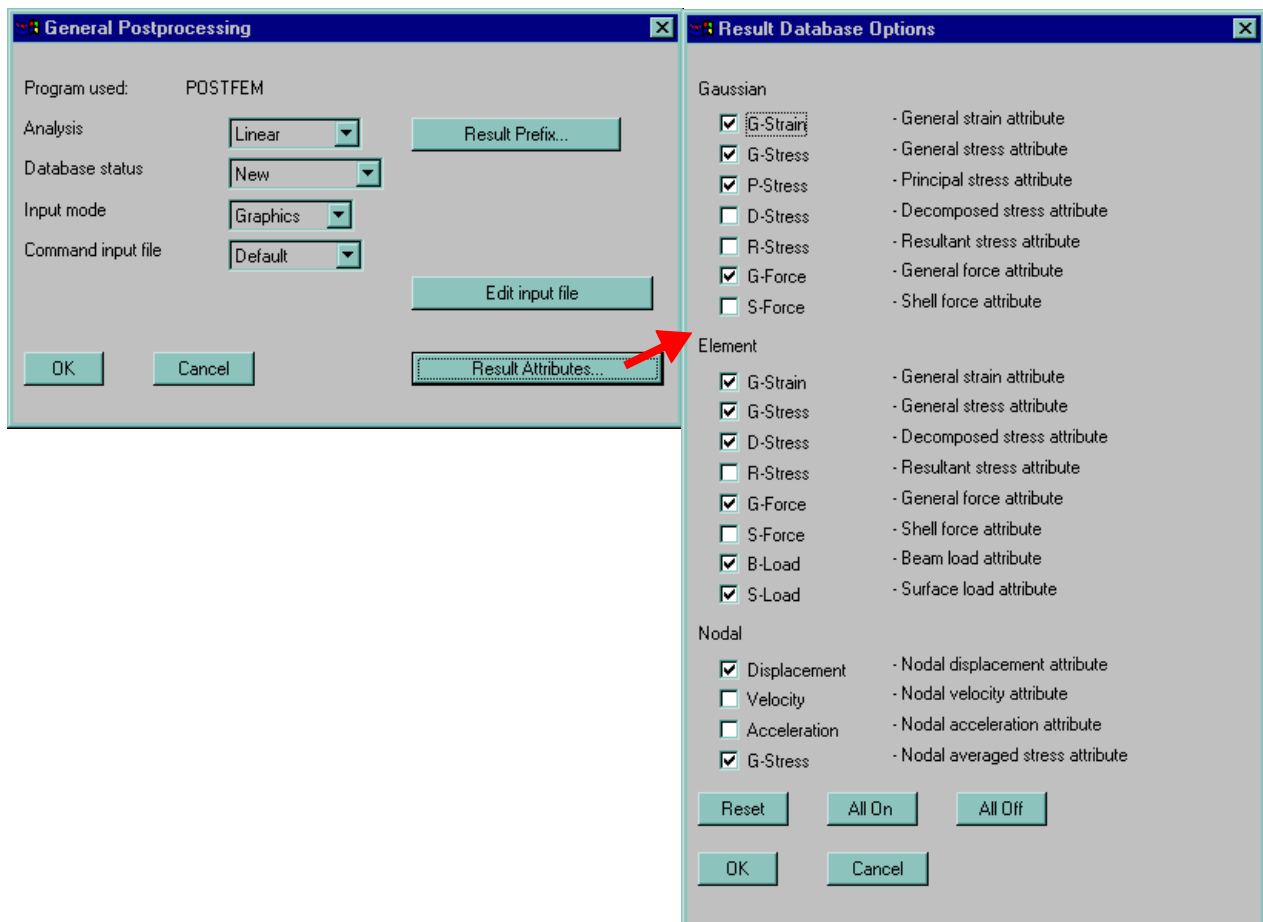 General Postprocessing
Program used: POSTFEM
Analysis Linear Result Prefix...
Database status New
Input mode Graphics
Command input file Default
Edit input file
OK Cancel Result Attributes...
Result Database Options
Gaussian
G-Strain - General strain attribute
G-Stress - General stress attribute
P-Stress - Principal stress attribute
D-Stress - Decomposed stress attribute
R-Stress - Resultant stress attribute
G-Force - General force attribute
S-Force - Shell force attribute
Element
G-Strain - General strain attribute
G-Stress - General stress attribute
D-Stress - Decomposed stress attribute
R-Stress - Resultant stress attribute
G-Force - General force attribute
S-Force - Shell force attribute
B-Load - Beam load attribute
S-Load - Surface load attribute
Nodal
Displacement - Nodal displacement attribute
Velocity - Nodal velocity attribute
Acceleration - Nodal acceleration attribute
G-Stress - Nodal averaged stress attribute
Reset All On All Off
OK Cancel